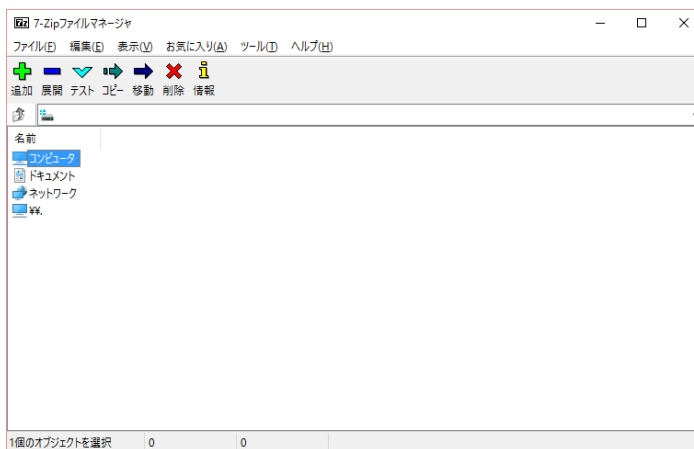 7z 7-Zipファイルマネージャ
ファイル(F) 編集(E) 表示(V) お気に入り(A) ツール(T) ヘルプ(H)
追加 展開 テスト コピー 移動 削除 情報
名前
コンピュータ
ドキュメント
ネットワーク
¥¥.
1個のオブジェクトを選択 0 0